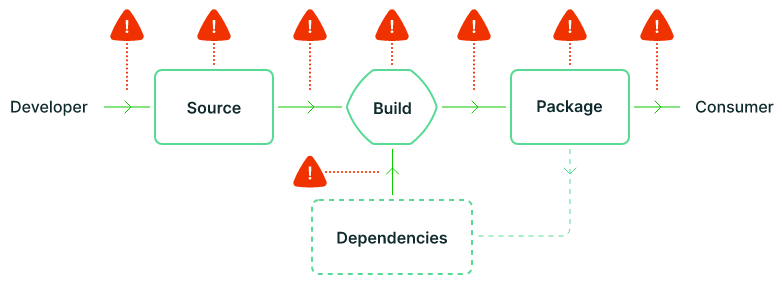 ! ! ! ! ! ! !
Developer Source Build Package Consumer
!
Dependencies